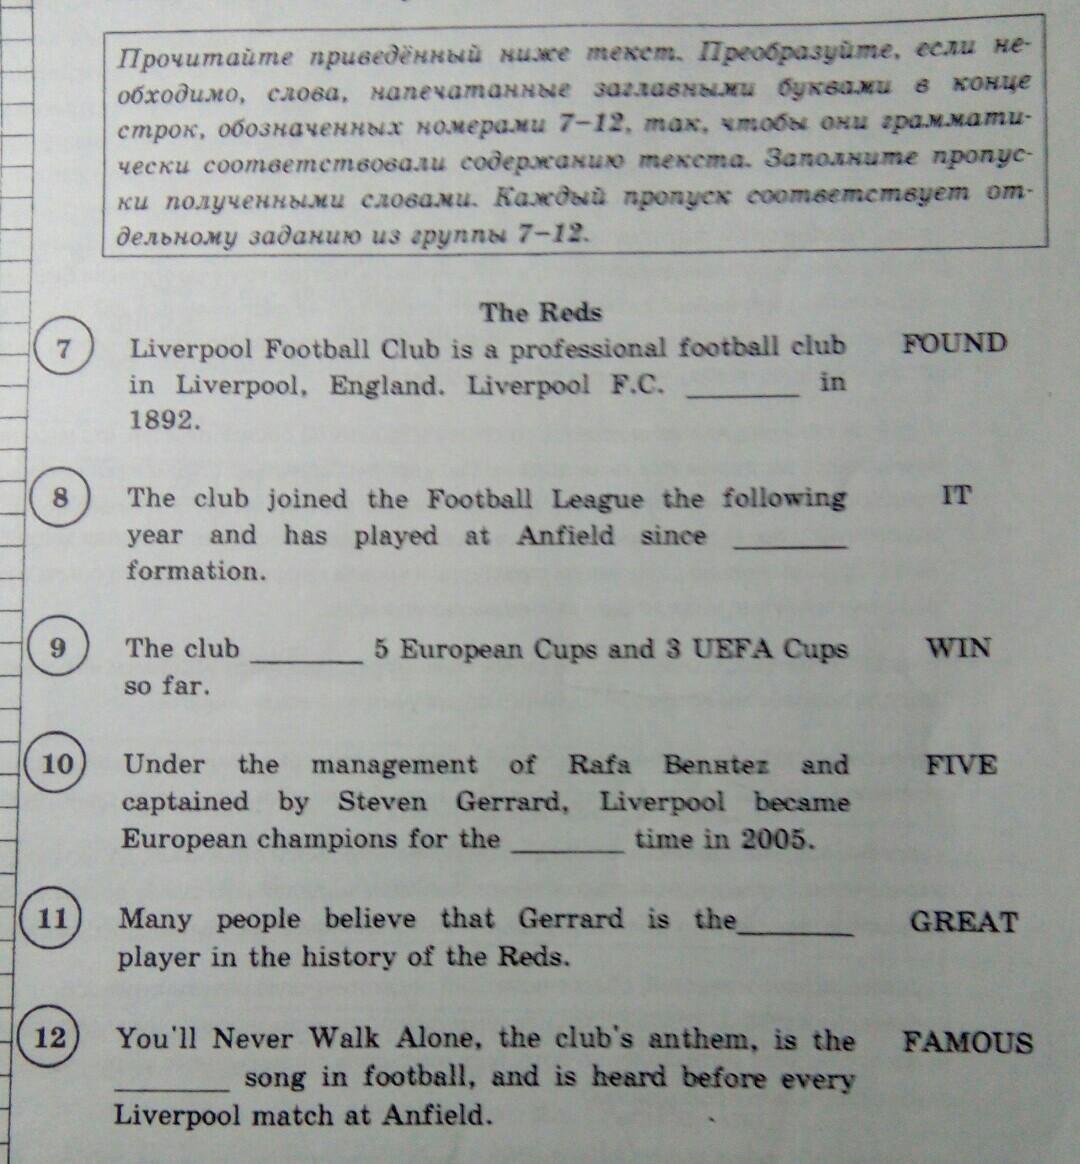 Прочитайте приведённый ниже текст. Преобразуйте, если не-
обходимо, слова, напечатанные заглавными буквами в конце
строк, обозначенных номерами 7–12, так, чтобы они граммати-
чески соответствовали содержанию текста. Заполните пропус-
ки полученными словами. Каждый пропуск соответствует от-
дельному заданию из группы 7–12.
The Reds
7 Liverpool Football Club is a professional football club FOUND
in Liverpool, England. Liverpool F.C. ________ in
1892.
8 The club joined the Football League the following IT
year and has played at Anfield since ________
formation.
9 The club ________ 5 European Cups and 3 UEFA Cups WIN
so far.
10 Under the management of Rafa Benнtez and FIVE
captained by Steven Gerrard, Liverpool became
European champions for the ________ time in 2005.
11 Many people believe that Gerrard is the________ GREAT
player in the history of the Reds.
12 You'll Never Walk Alone, the club's anthem, is the FAMOUS
________ song in football, and is heard before every
Liverpool match at Anfield.